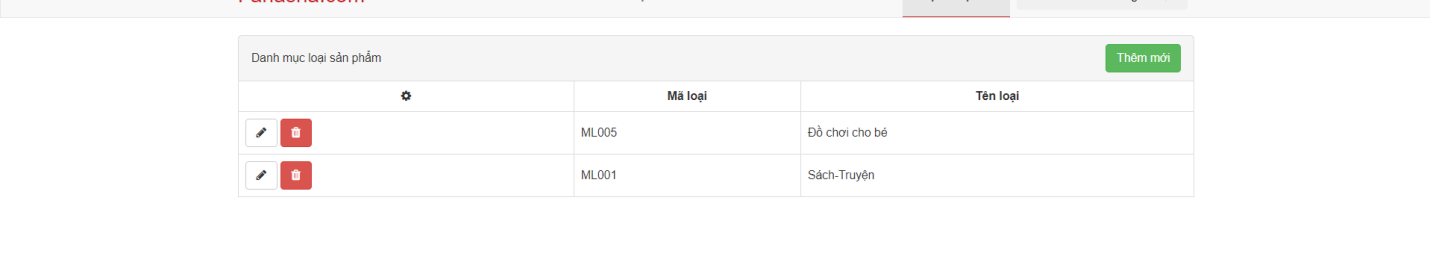 Danh mục loại sản phẩm
Thêm mới
Mã loại Tên loại
ML005 Đồ chơi cho bé
ML001 Sách-Truyện